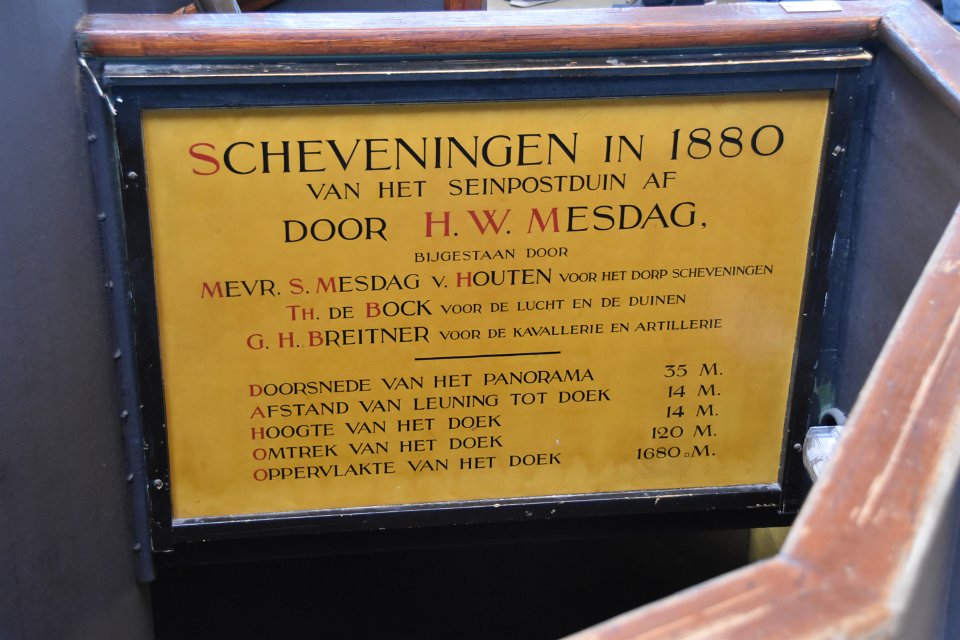 SCHEVENINGEN IN 1880
VAN HET SEINPOSTDUIN AF
DOOR H. W. MESDAG,
BIJGESTAAN DOOR
MEVR. S. MESDAG V. HOUTEN VOOR HET DORP SCHEVENINGEN
TH. DE BOCK VOOR DE LUCHT EN DE DUINEN
G. H. BREITNER VOOR DE KAVALLERIE EN ARTILLERIE
DOORSNEDE VAN HET PANORAMA 35 M.
AFSTAND VAN LEUNING TOT DOEK 14 M.
HOOGTE VAN HET DOEK 14 M.
OMTREK VAN HET DOEK 120 M.
OPPERVLAKTE VAN HET DOEK 1680 □M.